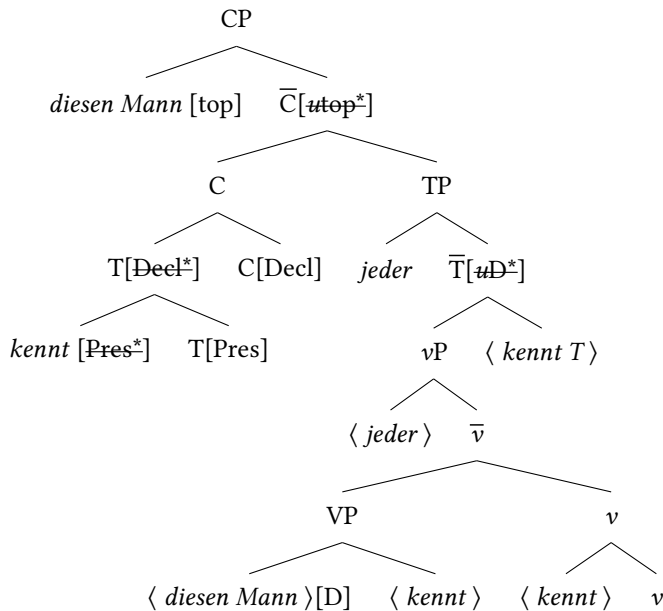 CP
diesen Mann [top] C̅[utop*]
C TP
T[Decl*] C[Decl] jeder T̅[uD*]
kennt [Pres*] T[Pres] vP ⟨ kennt T ⟩
⟨ jeder ⟩ v̅
VP v
⟨ diesen Mann ⟩[D] ⟨ kennt ⟩ ⟨ kennt ⟩ v